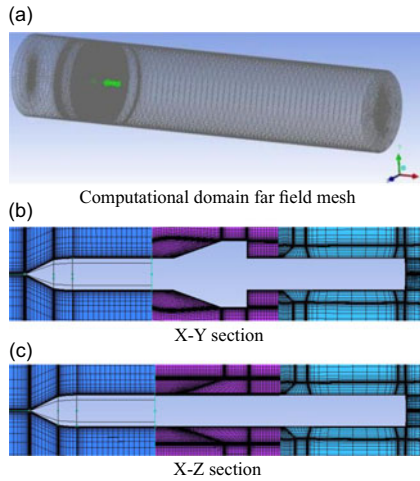 (a)
Computational domain far field mesh
(b)
X-Y section
(c)
X-Z section